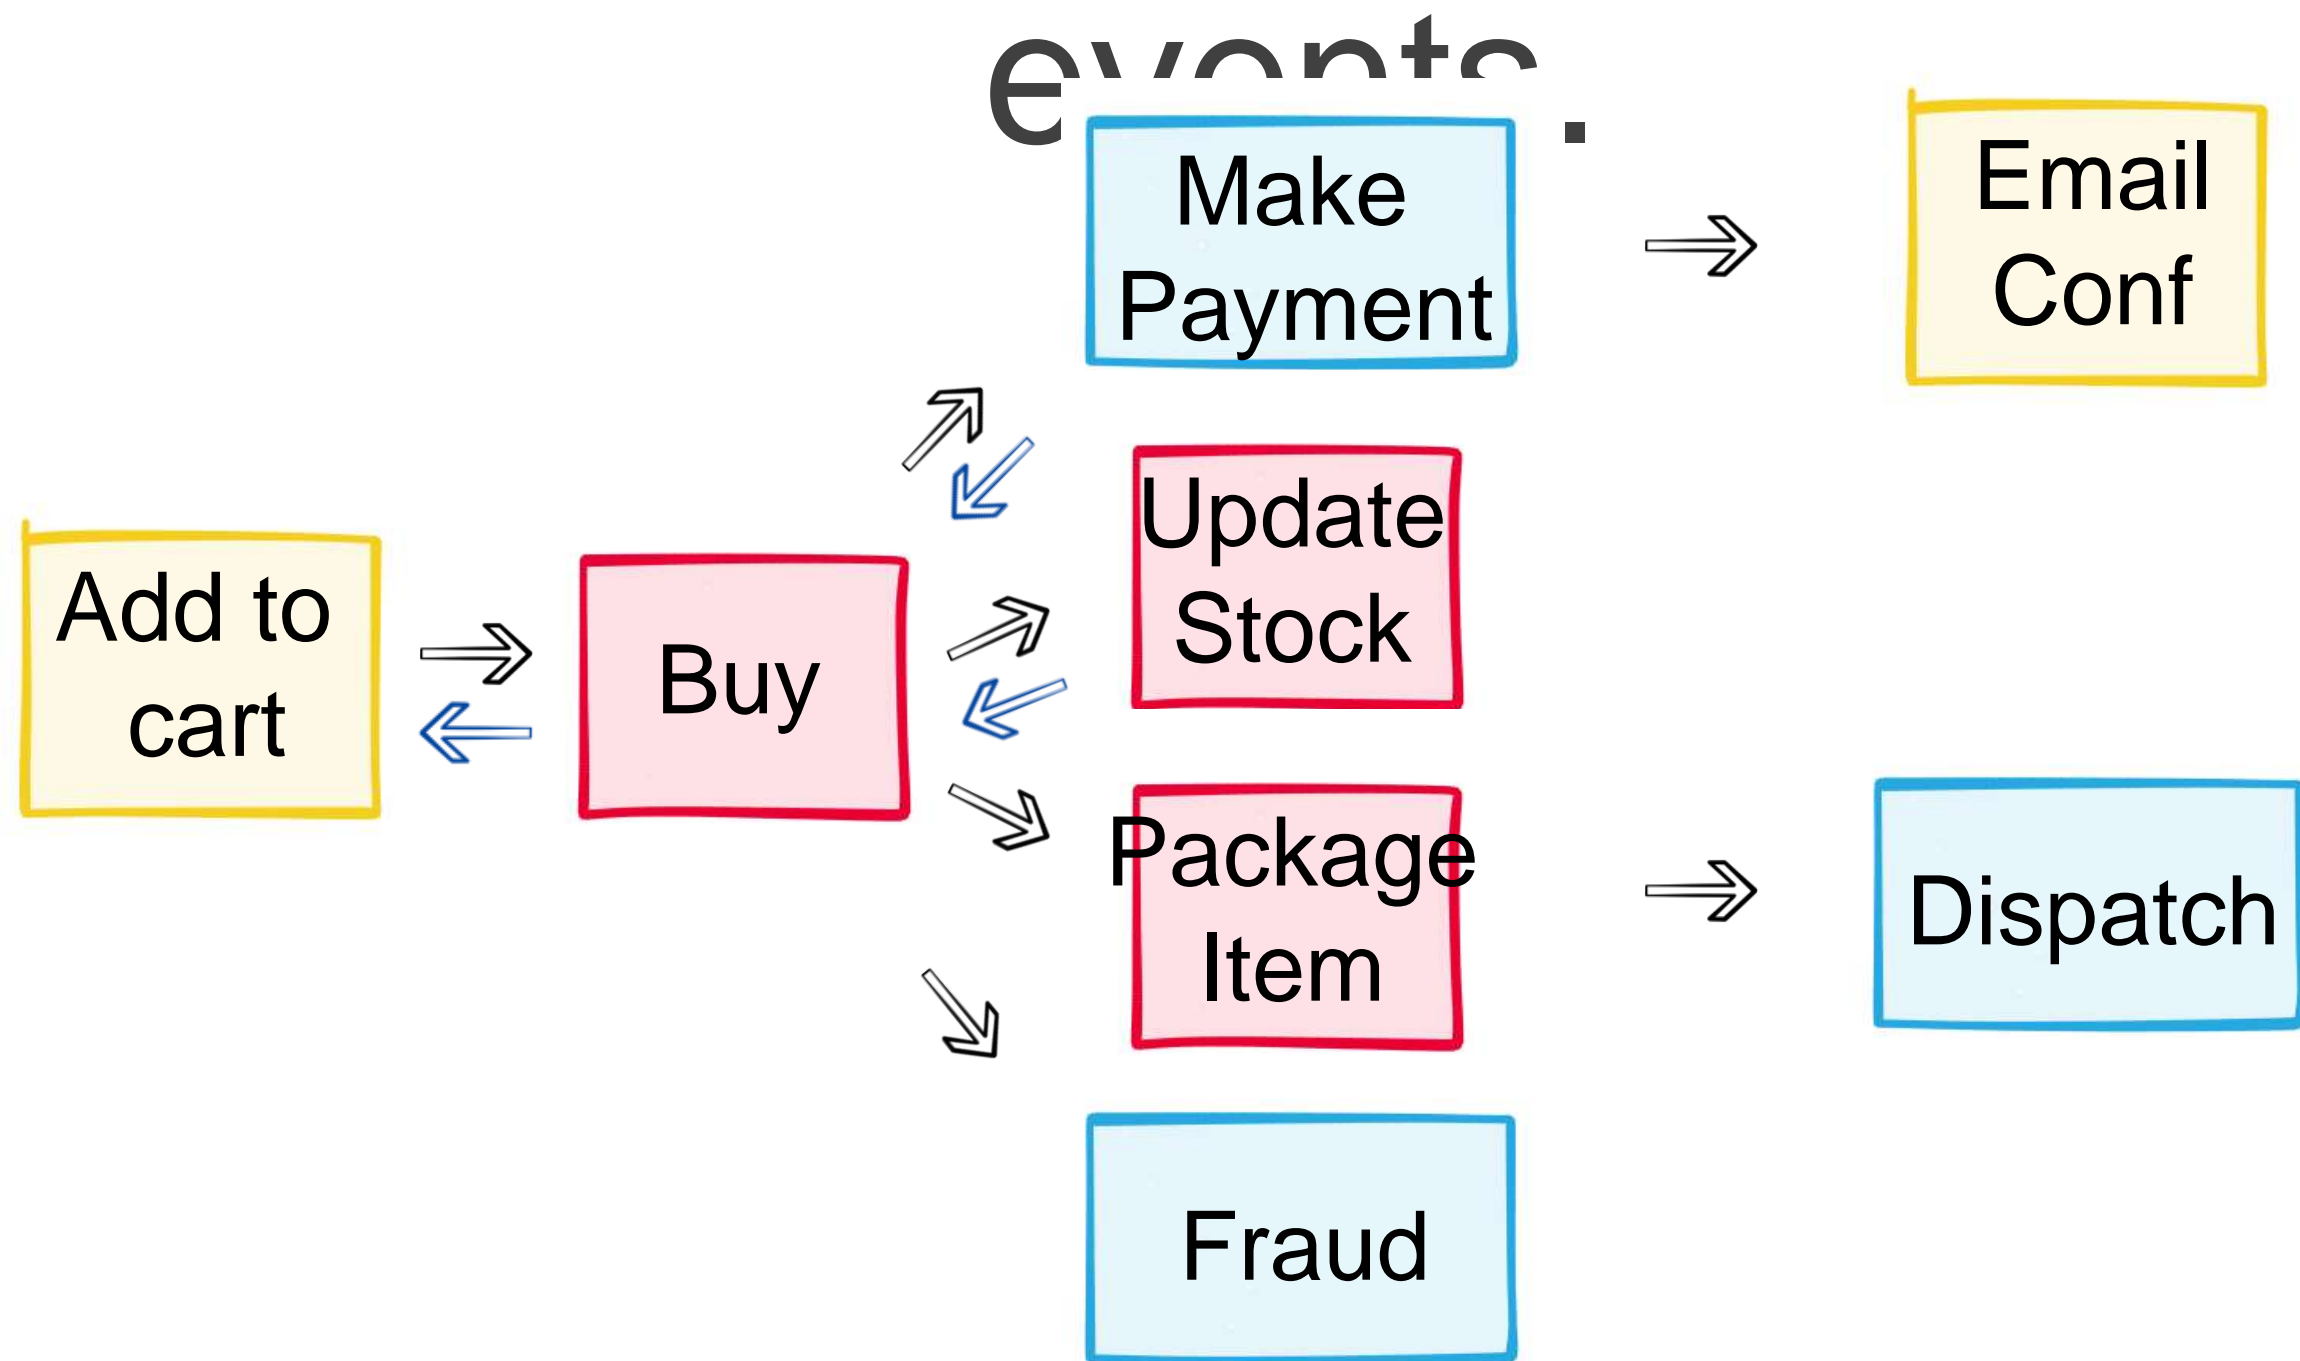 events.
Make
Payment
Email
Conf
Update
Stock
Add to
cart
Buy
Package
Item
Dispatch
Fraud